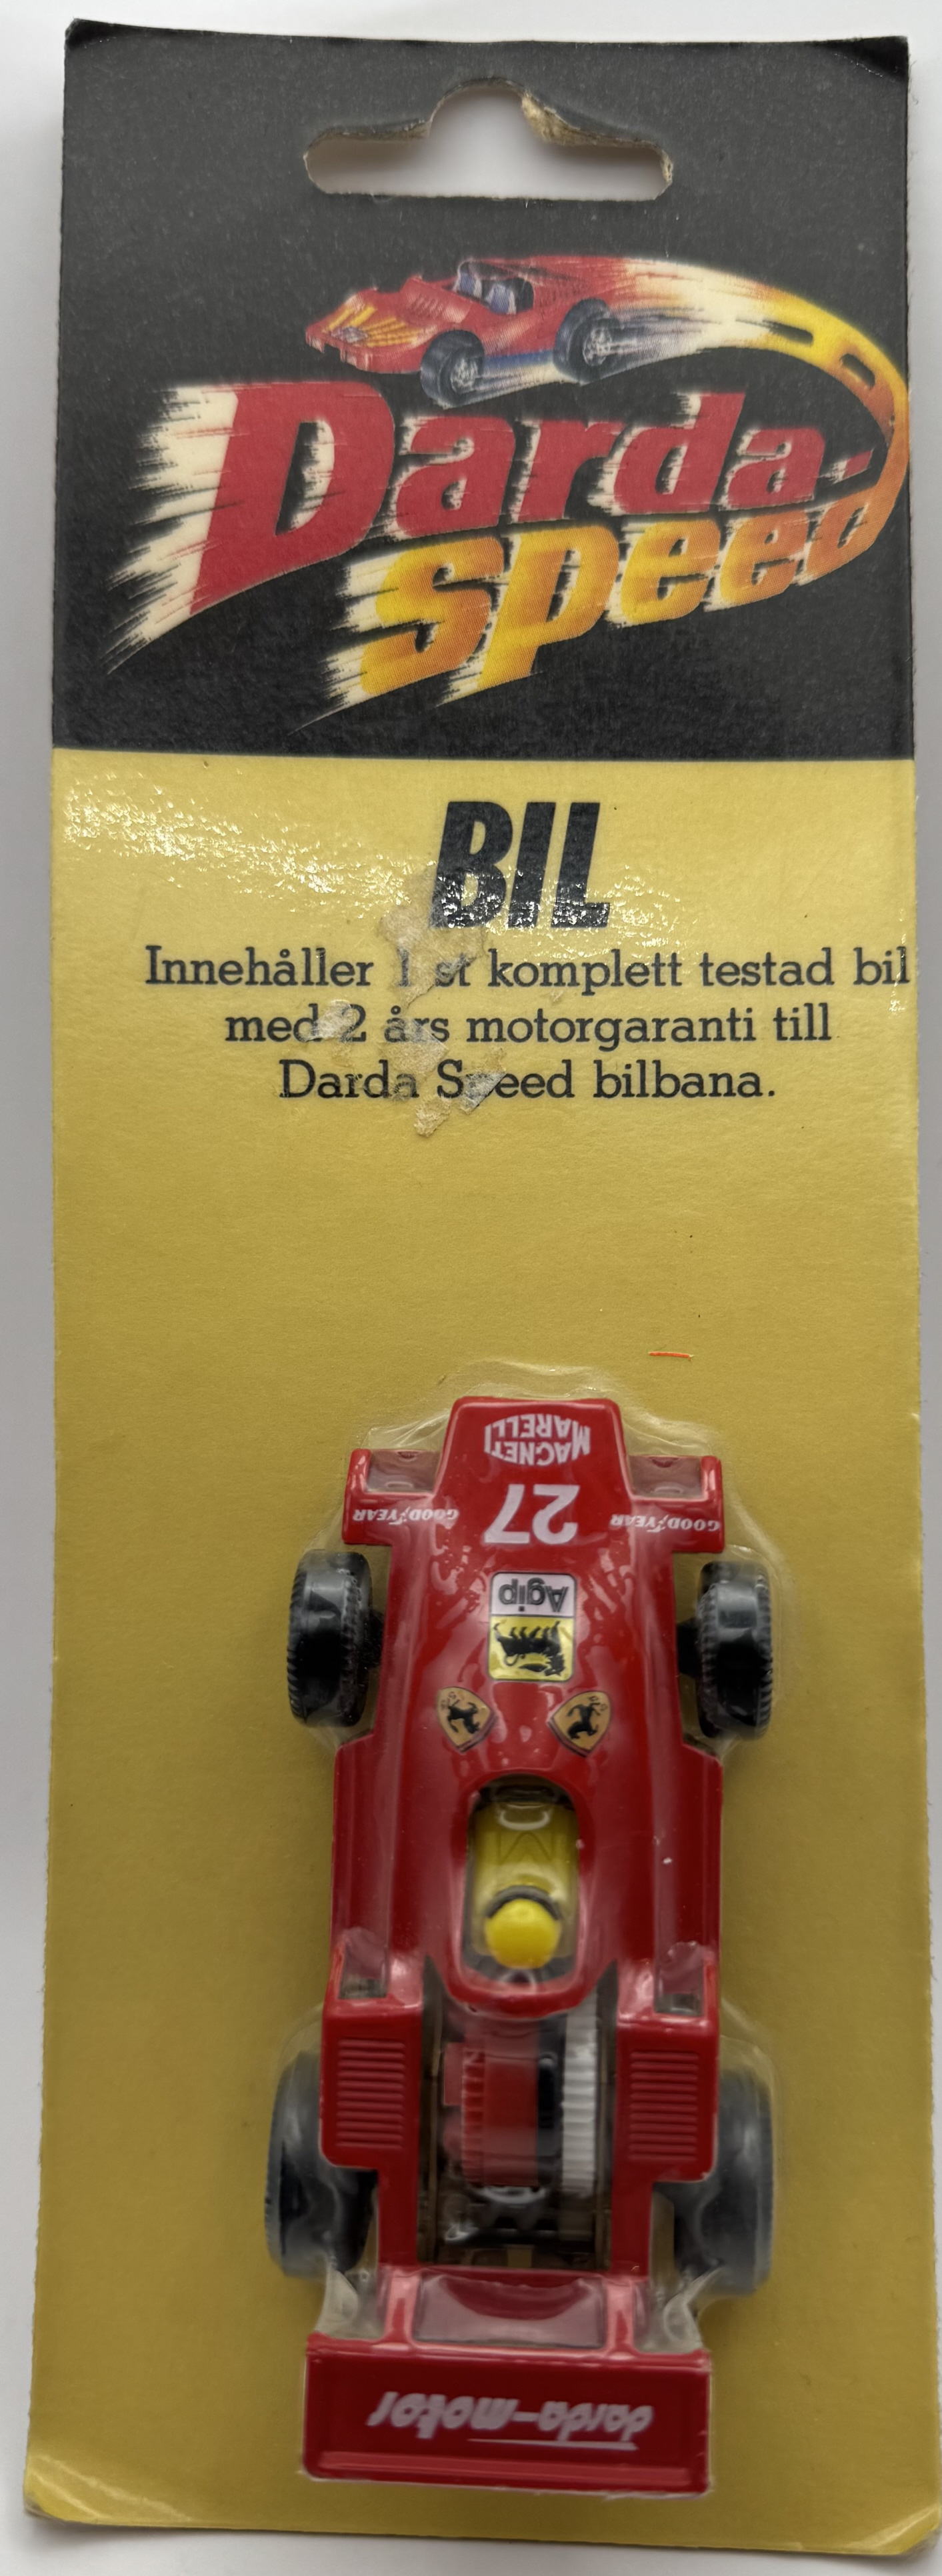 Darda-
speed
BIL
Innehåller 1 st komplett testad bil
med 2 års motorgaranti till
Darda Speed bilbana.
MAGNETI
MARELLI
27
GOODYEAR
GOODYEAR
Agip
darda-motor